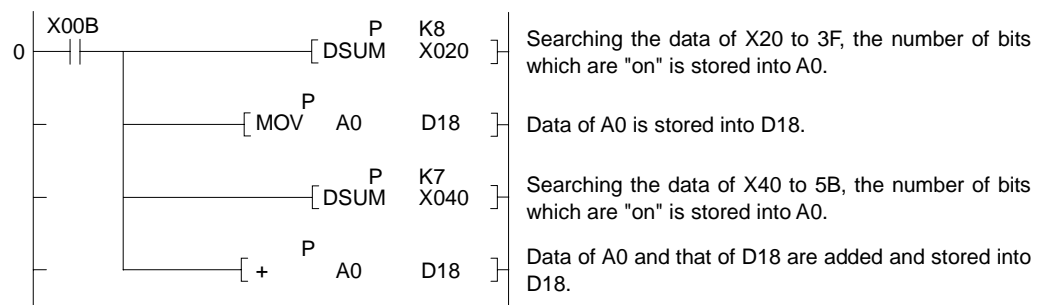 X00B
P K8
0 DSUM X020 Searching the data of X20 to 3F, the number of bits
which are "on" is stored into A0.
P
MOV A0 D18 Data of A0 is stored into D18.
P K7
DSUM X040 Searching the data of X40 to 5B, the number of bits
which are "on" is stored into A0.
P
+ A0 D18 Data of A0 and that of D18 are added and stored into
D18.